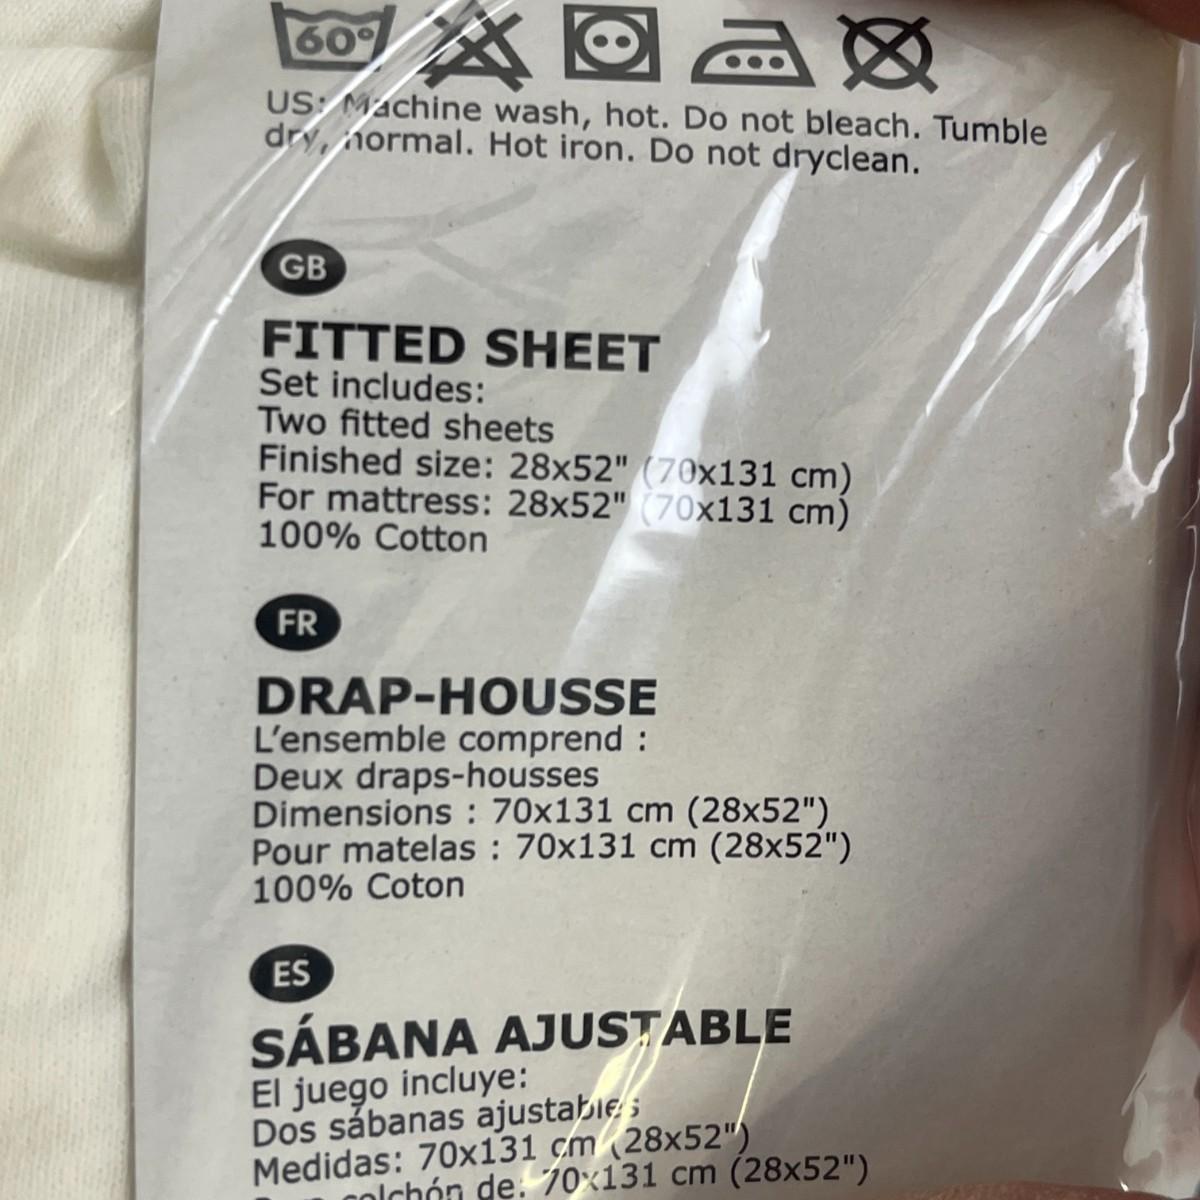 60°
US: Machine wash, hot. Do not bleach. Tumble
dry, normal. Hot iron. Do not dryclean.
GB
FITTED SHEET
Set includes:
Two fitted sheets
Finished size: 28x52" (70x131 cm)
For mattress: 28x52" (70x131 cm)
100% Cotton
FR
DRAP-HOUSSE
L'ensemble comprend :
Deux draps-housses
Dimensions : 70x131 cm (28x52")
Pour matelas : 70x131 cm (28x52")
100% Coton
ES
SÁBANA AJUSTABLE
El juego incluye:
Dos sábanas ajustables
Medidas: 70x131 cm (28x52")
colchón de: 70x131 cm (28x52")